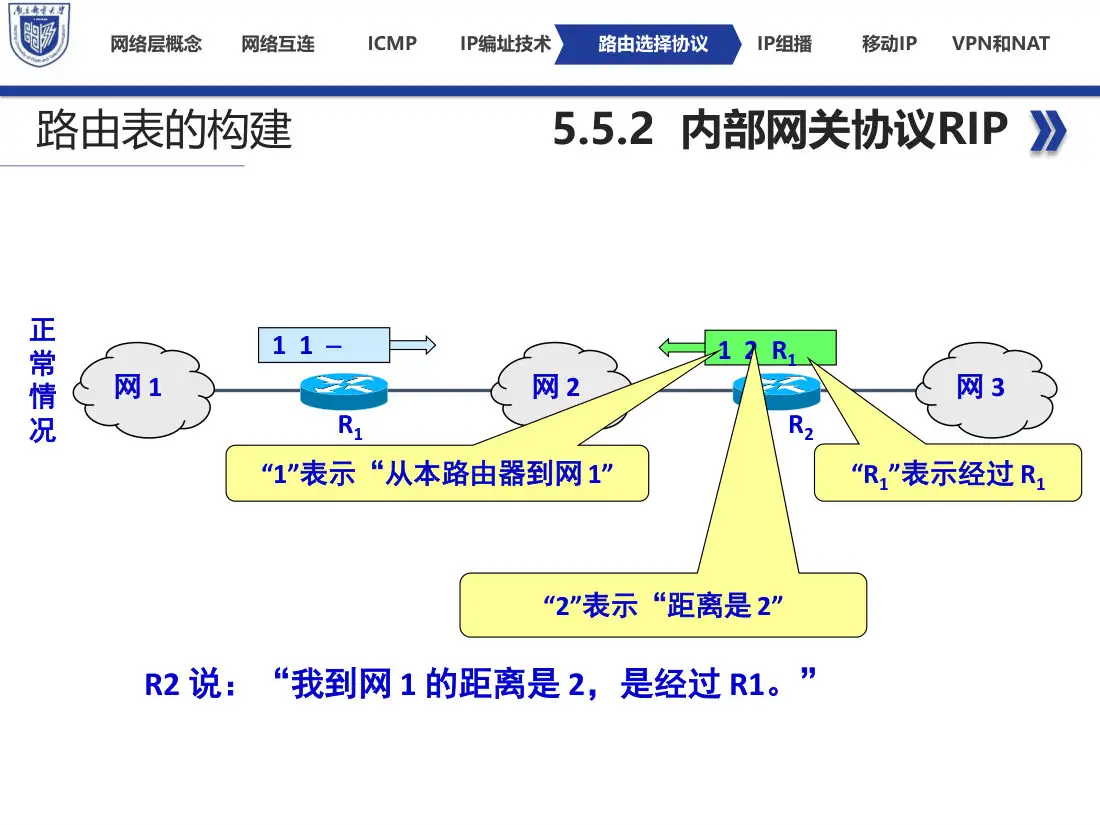 网络层概念 网络互连 ICMP IP编址技术 路由选择协议 IP组播 移动IP VPN和NAT
路由表的构建
5.5.2 内部网关协议RIP
正常情况
1 1 –
1 2 R1
网 1
网 2
网 3
R1
R2
“1”表示“从本路由器到网 1”
“R1”表示经过 R1
“2”表示“距离是 2”
R2 说：“我到网 1 的距离是 2，是经过 R1。”